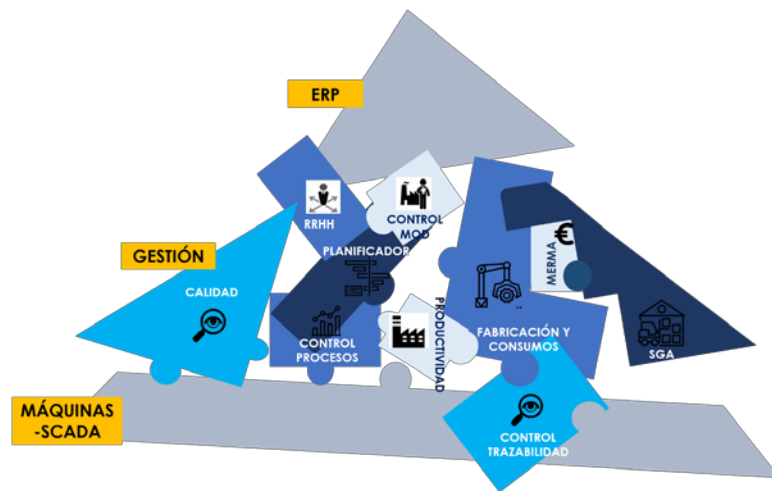 ERP
RRHH
CONTROL
MOD
GESTIÓN
PLANIFICADOR
MERMA
€
CALIDAD
CONTROL
PROCESOS
PRODUCTIVIDAD
FABRICACIÓN Y
CONSUMOS
SGA
MÁQUINAS
-SCADA
CONTROL
TRAZABILIDAD